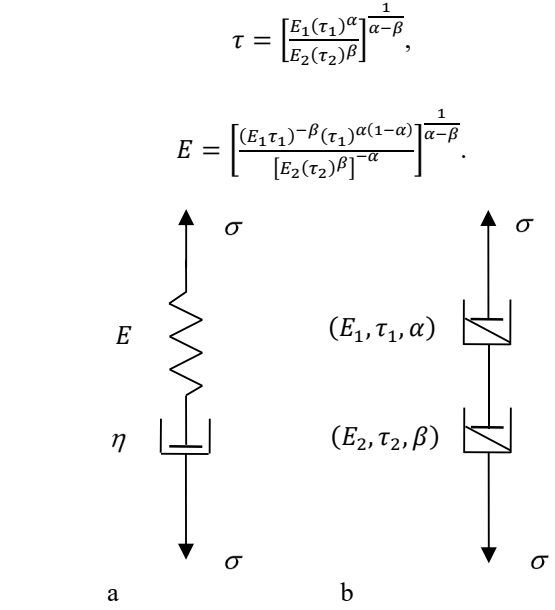 τ = [E₁(τ₁)^α / E₂(τ₂)^β]^(1/(α−β)),
E = [(E₁τ₁)^(−β)(τ₁)^(α(1−α)) / [E₂(τ₂)^β]^(−α)]^(1/(α−β)).
σ σ
E (E₁, τ₁, α)
η (E₂, τ₂, β)
σ σ
a b